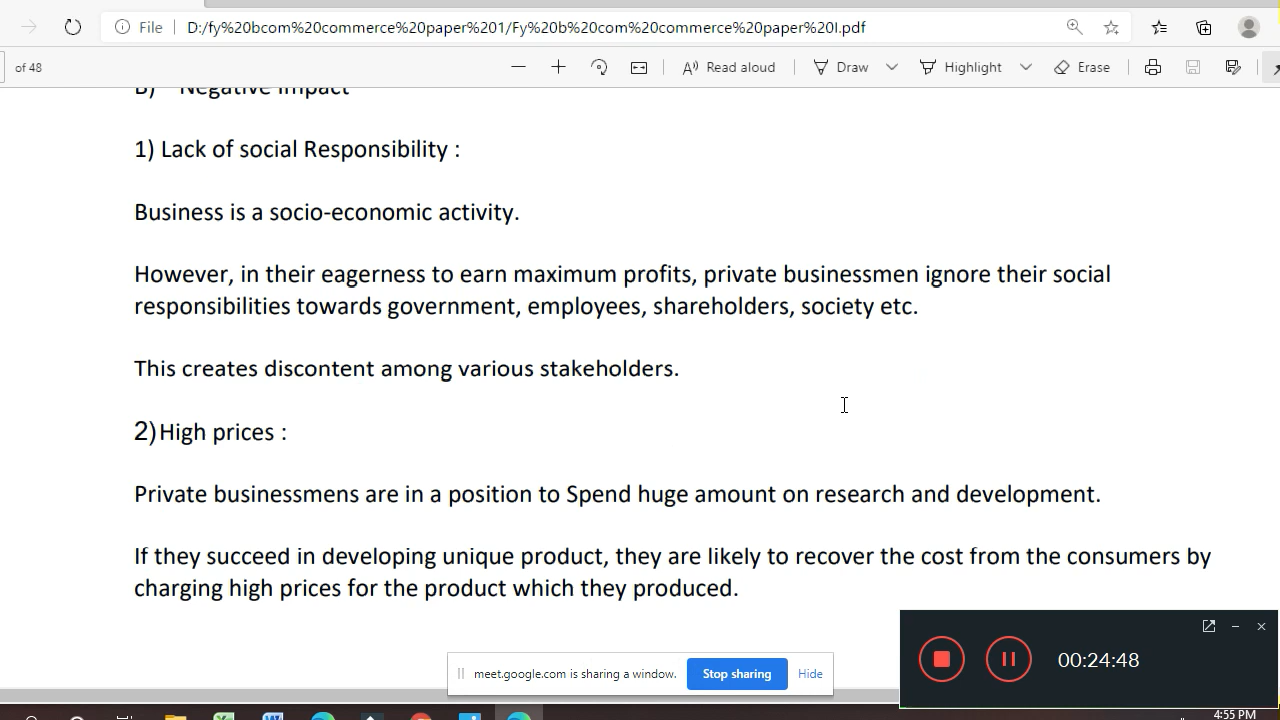 File
D:/fy%20bcom%20commerce%20paper%201/Fy%20b%20com%20commerce%20paper%20I.pdf
of 48
Read aloud
Draw
Highlight
Erase
B) Negative Impact
1) Lack of social Responsibility :
Business is a socio-economic activity.
However, in their eagerness to earn maximum profits, private businessmen ignore their social
responsibilities towards government, employees, shareholders, society etc.
This creates discontent among various stakeholders.
2) High prices :
Private businessmens are in a position to Spend huge amount on research and development.
If they succeed in developing unique product, they are likely to recover the cost from the consumers by
charging high prices for the product which they produced.
meet.google.com is sharing a window.
Stop sharing
Hide
00:24:48
4:55 PM